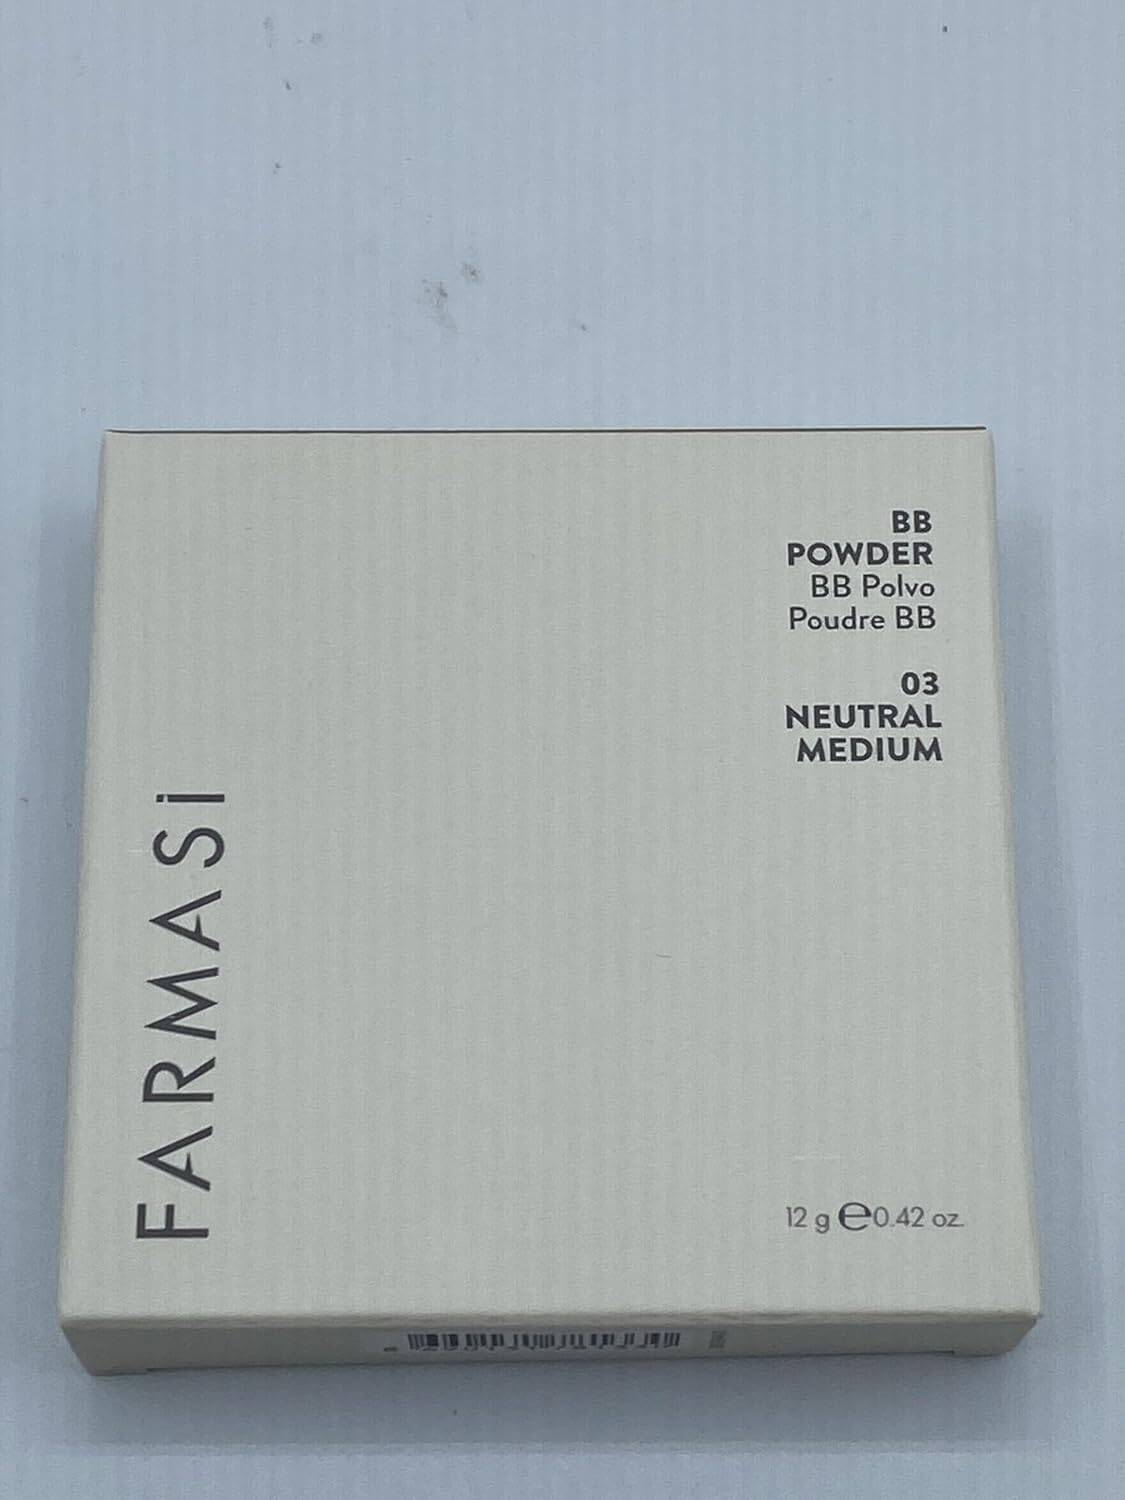 BB
POWDER
BB Polvo
Poudre BB
03
NEUTRAL
MEDIUM
FARMASi
12 g ℮0.42 oz.